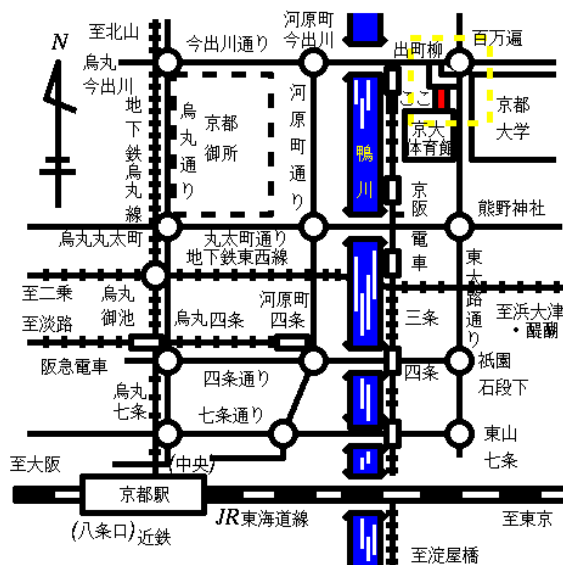 至北山
今出川通り
河原町
今出川
出町柳
百万遍
N
烏丸
今出川
ここ
京都
大学
地下鉄烏丸線
烏丸通り
京都
御所
河原町通り
鴨川
京大
体育館
京阪電車
熊野神社
烏丸丸太町
丸太町通り
地下鉄東西線
東大路通り
至二乗
烏丸
御池
河原町
四条
烏丸四条
三条
至浜大津
・醍醐
至淡路
阪急電車
四条通り
四条
祇園
石段下
烏丸
七条
七条通り
東山
七条
至大阪
(中央)
京都駅
JR東海道線
至東京
(八条口)
近鉄
至淀屋橋